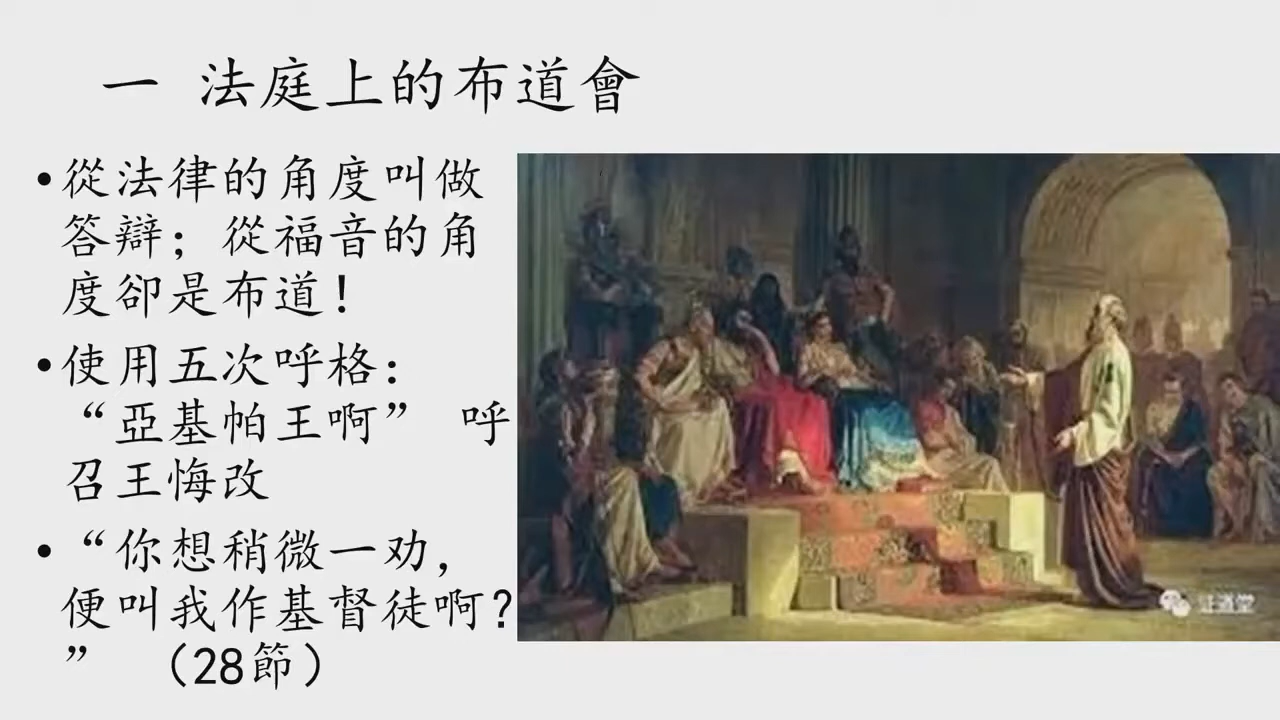 一 法庭上的布道會
•從法律的角度叫做
答辯；從福音的角
度卻是布道！
•使用五次呼格：
“亞基帕王啊” 呼
召王悔改
•“你想稍微一劝，
便叫我作基督徒啊？
” （28節）
证道堂